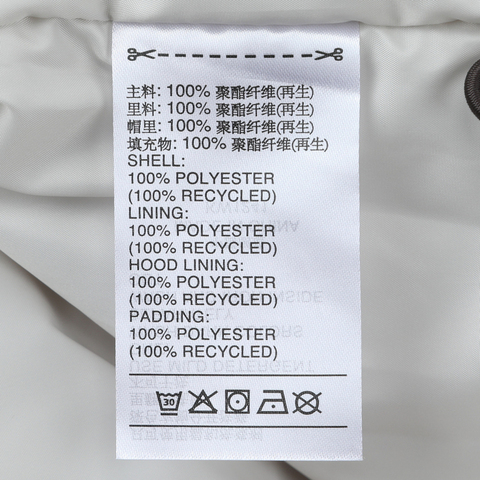 主料: 100% 聚酯纤维(再生)
里料: 100% 聚酯纤维(再生)
帽里: 100% 聚酯纤维(再生)
填充物: 100% 聚酯纤维(再生)
SHELL:
100% POLYESTER
(100% RECYCLED)
LINING:
100% POLYESTER
(100% RECYCLED)
HOOD LINING:
100% POLYESTER
(100% RECYCLED)
PADDING:
100% POLYESTER
(100% RECYCLED)
30